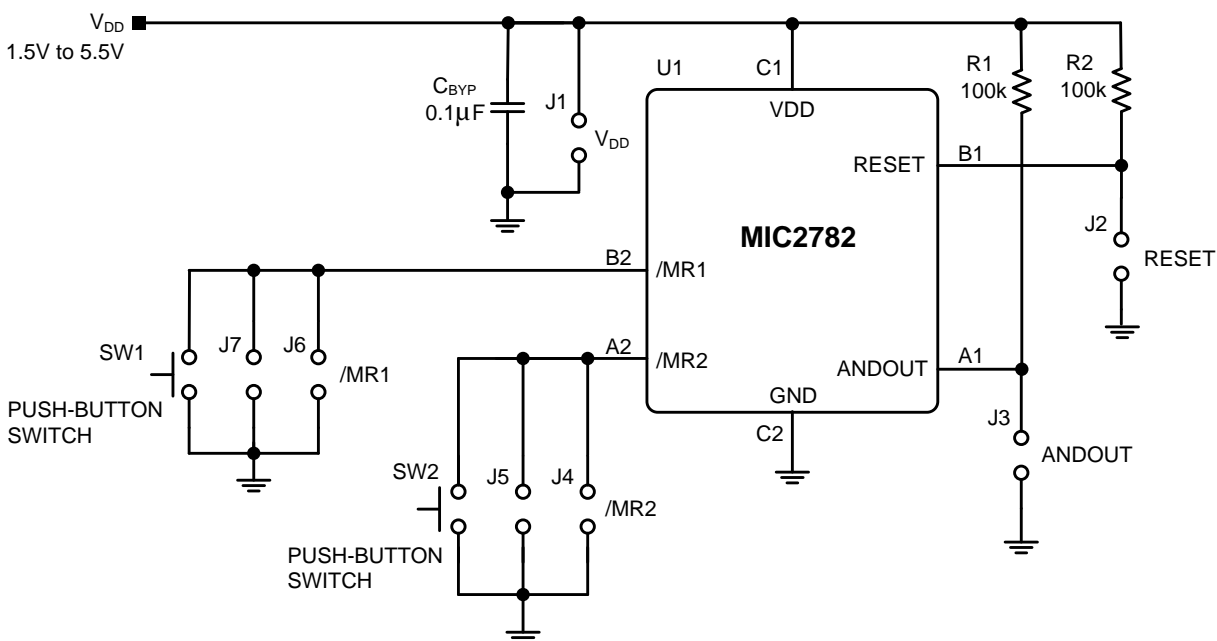 VDD
1.5V to 5.5V
CBYP
0.1μF
J1
VDD
U1
C1
VDD
R1
100k
R2
100k
RESET
B1
MIC2782
J2
RESET
B2
/MR1
SW1
J7
J6
/MR1
PUSH-BUTTON
SWITCH
A2
/MR2
ANDOUT
A1
GND
C2
J3
ANDOUT
SW2
J5
J4
/MR2
PUSH-BUTTON
SWITCH